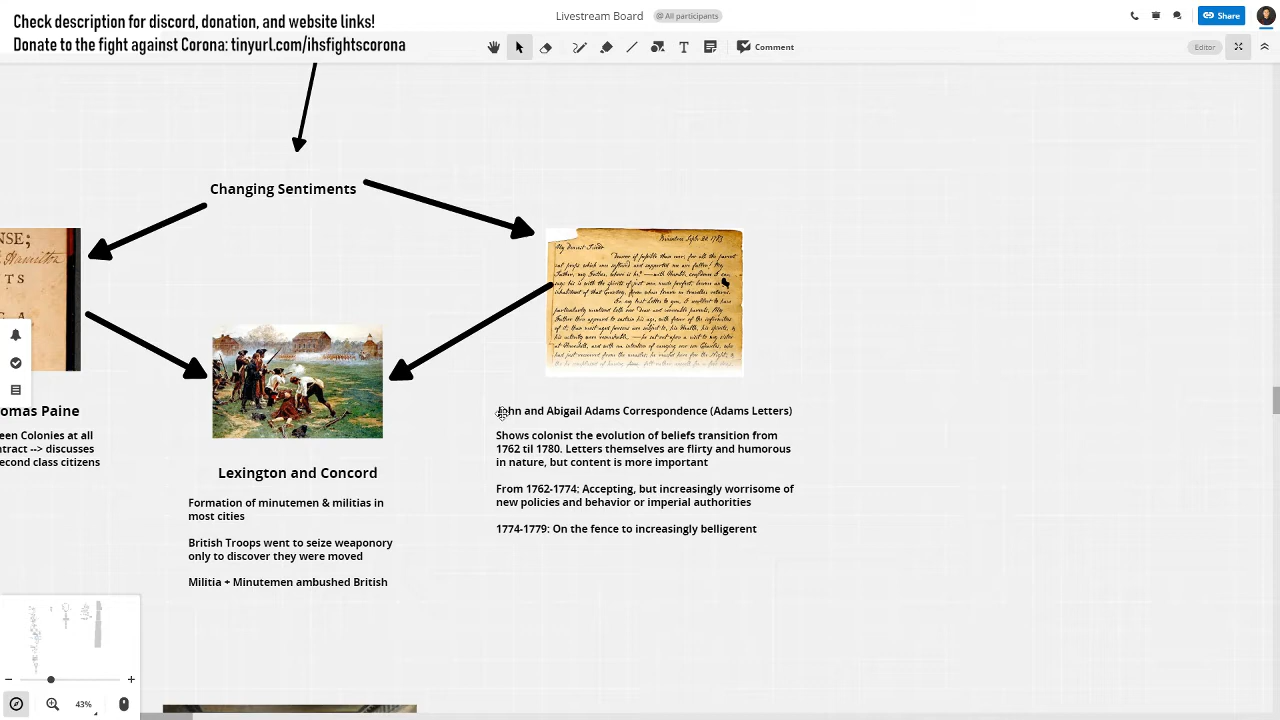 Check description for discord, donation, and website links!
Donate to the fight against Corona: tinyurl.com/ihsfightscorona
Livestream Board
@ All participants
Share
Comment
Editor
Changing Sentiments
NSE;
TS
omas Paine
een Colonies at all
ntract --> discusses
econd class citizens
Lexington and Concord
Formation of minutemen & militias in
most cities
British Troops went to seize weaponory
only to discover they were moved
Militia + Minutemen ambushed British
John and Abigail Adams Correspondence (Adams Letters)
Shows colonist the evolution of beliefs transition from
1762 til 1780. Letters themselves are flirty and humorous
in nature, but content is more important
From 1762-1774: Accepting, but increasingly worrisome of
new policies and behavior or imperial authorities
1774-1779: On the fence to increasingly belligerent
43%